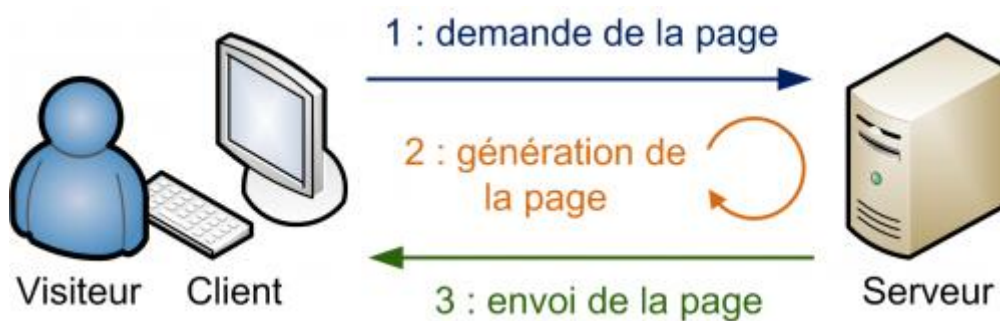 1 : demande de la page
2 : génération de
la page
3 : envoi de la page
Visiteur
Client
Serveur